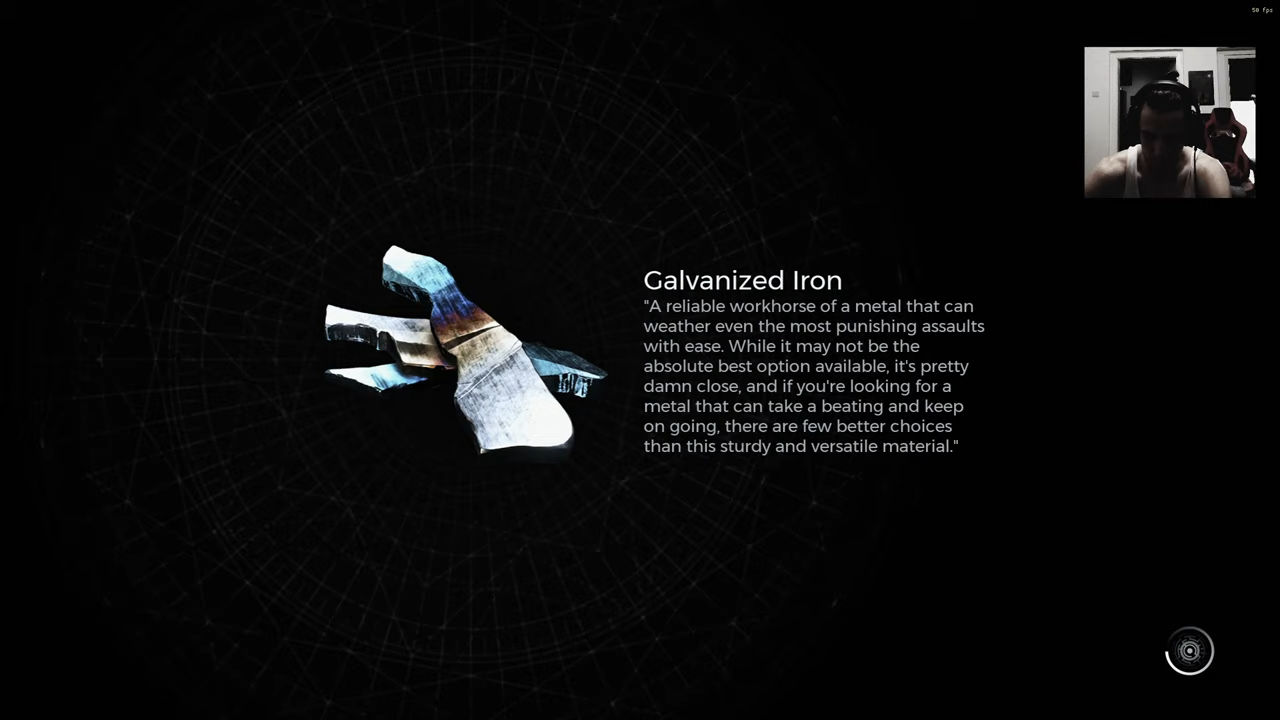 50 fps
Galvanized Iron
"A reliable workhorse of a metal that can
weather even the most punishing assaults
with ease. While it may not be the
absolute best option available, it's pretty
damn close, and if you're looking for a
metal that can take a beating and keep
on going, there are few better choices
than this sturdy and versatile material."